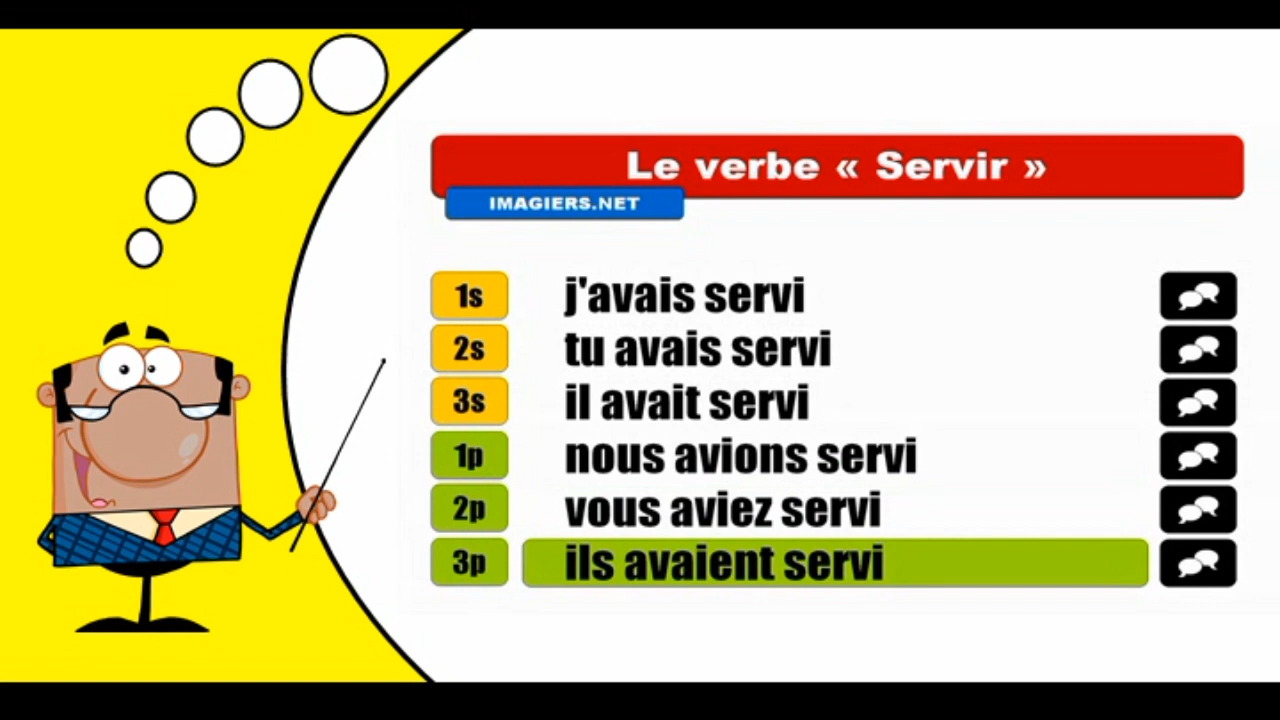 Le verbe « Servir »
IMAGIERS.NET
1s j'avais servi
2s tu avais servi
3s il avait servi
1p nous avions servi
2p vous aviez servi
3p ils avaient servi